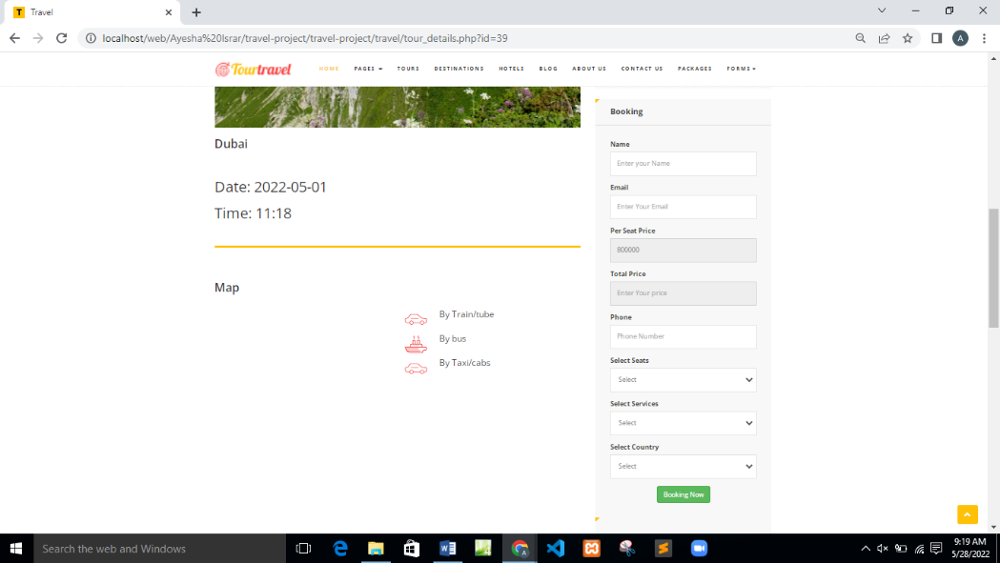 T Travel
localhost/web/Ayesha%20Israr/travel-project/travel-project/travel/tour_details.php?id=39
A
Tourtravel
HOME PAGES TOURS DESTINATIONS HOTELS BLOG ABOUT US CONTACT US PACKAGES FORMS
Dubai
Date: 2022-05-01
Time: 11:18
Map
By Train/tube
By bus
By Taxi/cabs
Booking
Name
Enter your Name
Email
Enter Your Email
Per Seat Price
800000
Total Price
Enter Your price
Phone
Phone Number
Select Seats
Select
Select Services
Select
Select Country
Select
Booking Now
Search the web and Windows
9:19 AM
5/28/2022